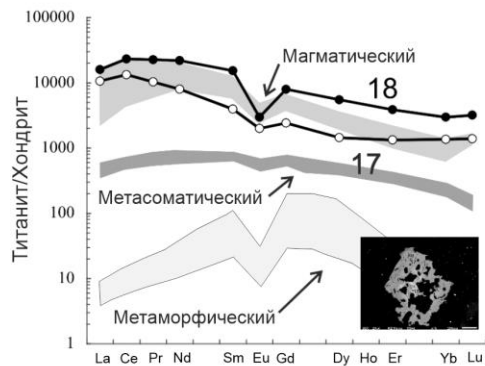 100000
10000
1000
100
10
1
Титанит/Хондрит
Магматический
18
17
Метасоматический
Метаморфический
La Ce Pr Nd Sm Eu Gd Dy Ho Er Yb Lu